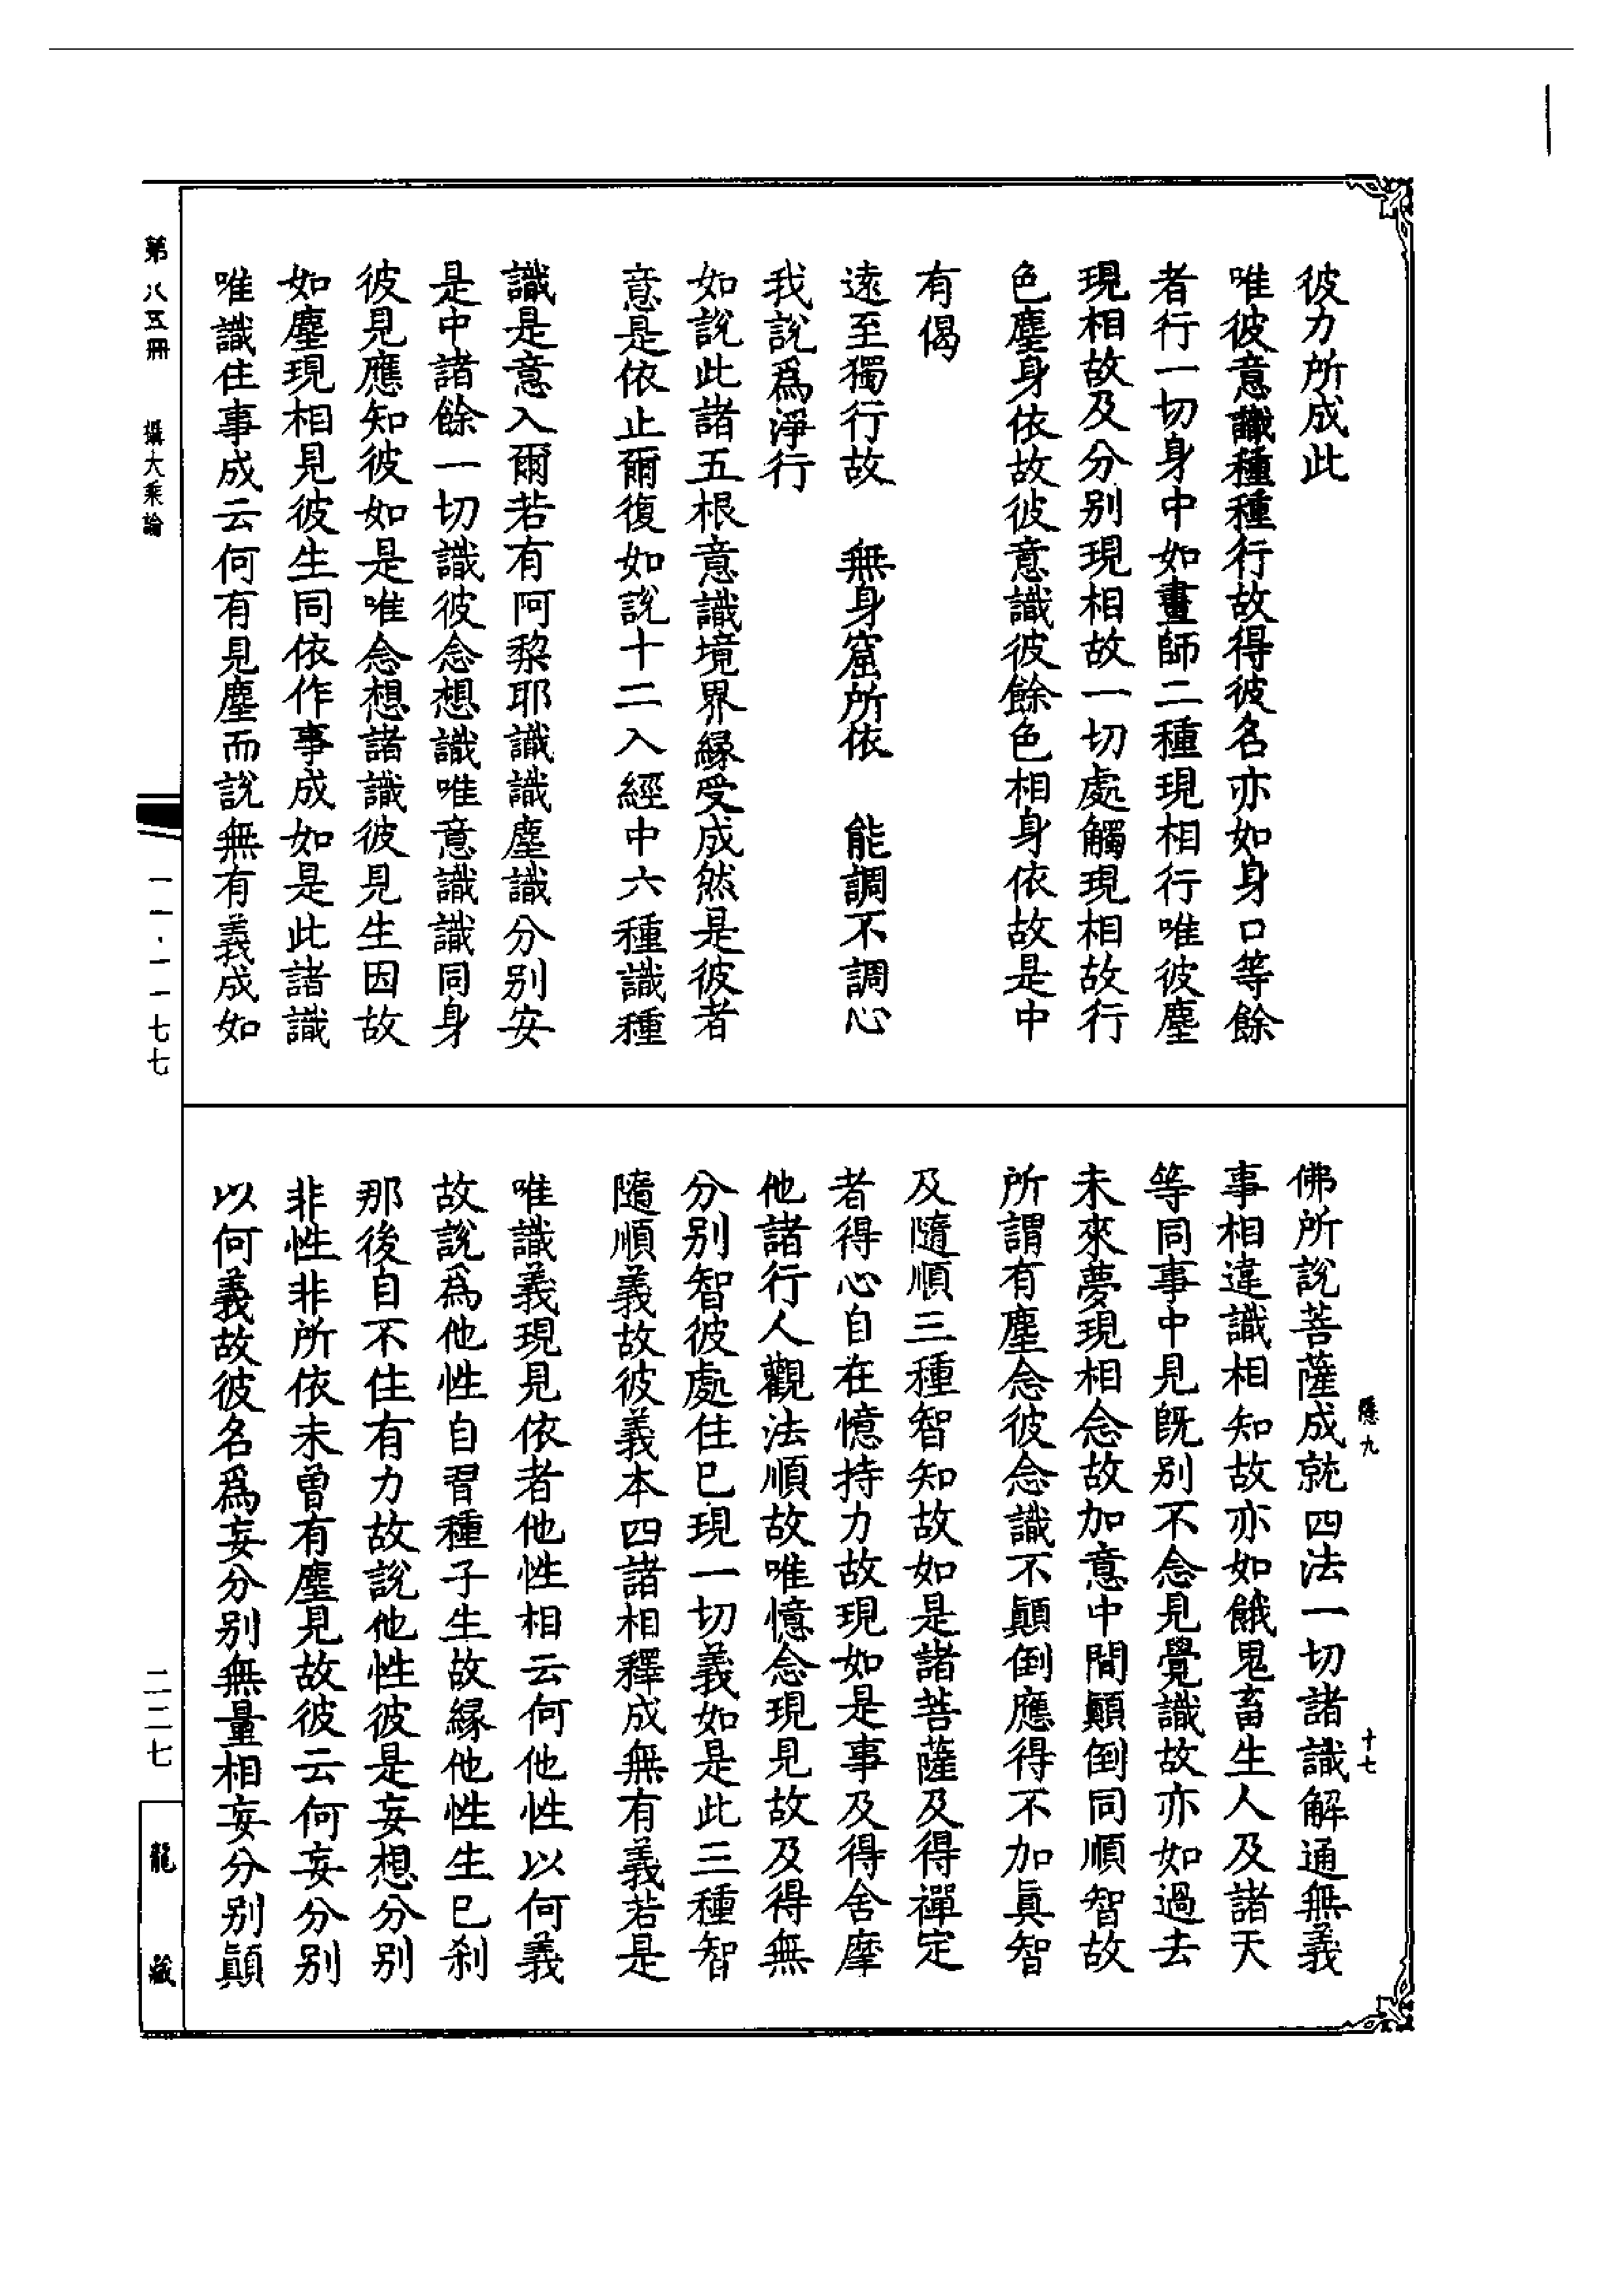 彼力所成此
唯彼意識種種行故得彼名亦如身口等餘
者行一切身中如畫師二種現相行唯彼塵
現相故及分别現相故一切處觸現相故行
色塵身依故彼意識彼餘色相身依故是中
有偈
遠至獨行故　無身窟所依　能調不調心
我說爲淨行
如說此諸五根意識境界緣受成然是彼者
意是依止爾復如說十二入經中六種識種
識是意入爾若有阿黎耶識識塵識分别安
是中諸餘一切識彼念想識唯意識識同身
彼見應知彼如是唯念想諸識彼見生因故
如塵現相見彼生同依作事成如是此諸識
唯識住事成云何有見塵而說無有義成如
佛所說菩薩成就四法一切諸識解通無義
事相違識相知故亦如餓鬼畜生人及諸天
等同事中見既别不念見覺識故亦如過去
未來夢現相念故加意中間顚倒同順智故
所謂有塵念彼念識不顚倒應得不加眞智
及隨順三種智知故如是諸菩薩及得禪定
者得心自在憶持力故現如是事及得舍摩
他諸行人觀法順故唯憶念現見故及得無
分别智彼處住已現一切義如是此三種智
隨順義故彼義本四諸相釋成無有義若是
唯識義現見依者他性相云何他性以何義
故說爲他性自習種子生故緣他性生已刹
那後自不住有力故說他性彼是妄想分别
非性非所依未曾有塵見故彼云何妄分别
以何義故彼名爲妄分别無量相妄分别顚
隱九
十七
第八五冊　攝大乘論
一一·一一七七
二二七
龍藏